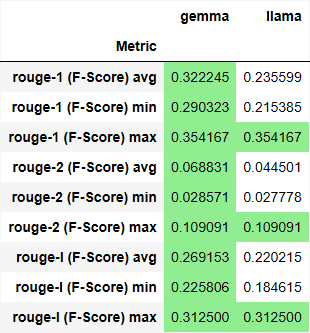 gemma llama
Metric
rouge-1 (F-Score) avg 0.322245 0.235599
rouge-1 (F-Score) min 0.290323 0.215385
rouge-1 (F-Score) max 0.354167 0.354167
rouge-2 (F-Score) avg 0.068831 0.044501
rouge-2 (F-Score) min 0.028571 0.027778
rouge-2 (F-Score) max 0.109091 0.109091
rouge-l (F-Score) avg 0.269153 0.220215
rouge-l (F-Score) min 0.225806 0.184615
rouge-l (F-Score) max 0.312500 0.312500